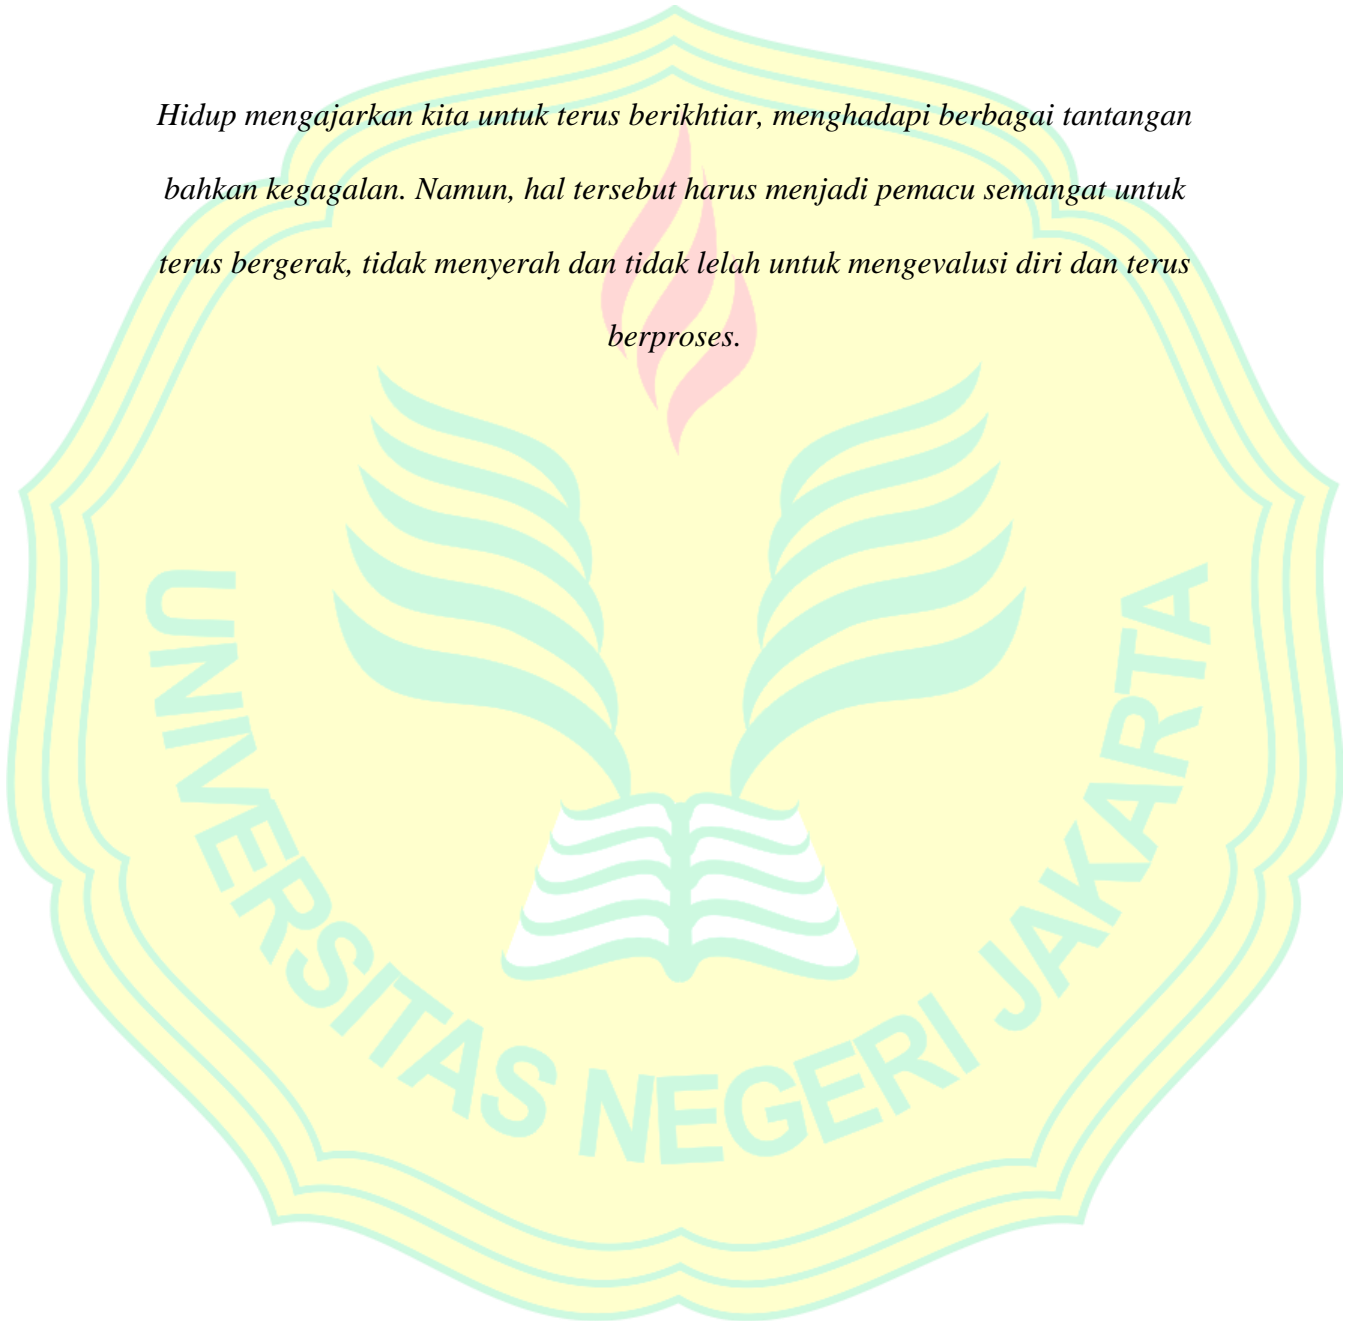 Hidup mengajarkan kita untuk terus berikhtiar, menghadapi berbagai tantangan
bahkan kegagalan. Namun, hal tersebut harus menjadi pemacu semangat untuk
terus bergerak, tidak menyerah dan tidak lelah untuk mengevalusi diri dan terus
berproses.
UNIVERSITAS NEGERI JAKARTA